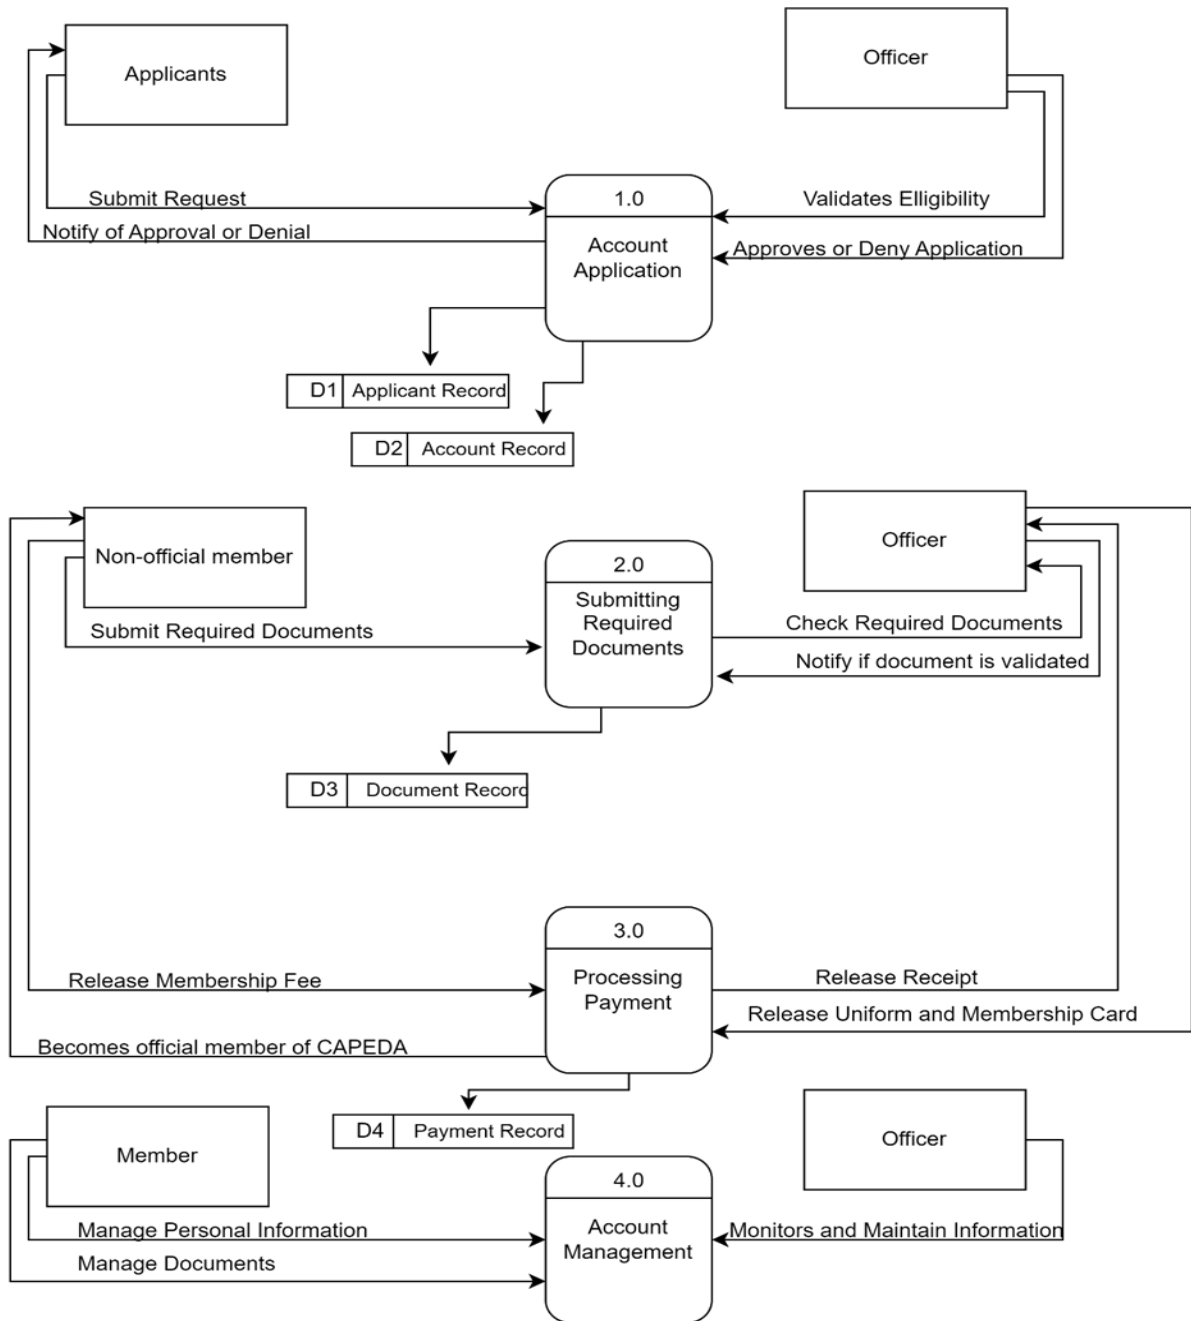 Applicants
Officer
Submit Request
1.0
Validates Elligibility
Notify of Approval or Denial
Account
Application
Approves or Deny Application
D1 Applicant Record
D2 Account Record
Non-official member
Officer
2.0
Submitting
Required
Documents
Submit Required Documents
Check Required Documents
Notify if document is validated
D3 Document Record
3.0
Processing
Payment
Release Membership Fee
Release Receipt
Release Uniform and Membership Card
Becomes official member of CAPEDA
D4 Payment Record
Member
Officer
4.0
Account
Management
Manage Personal Information
Monitors and Maintain Information
Manage Documents